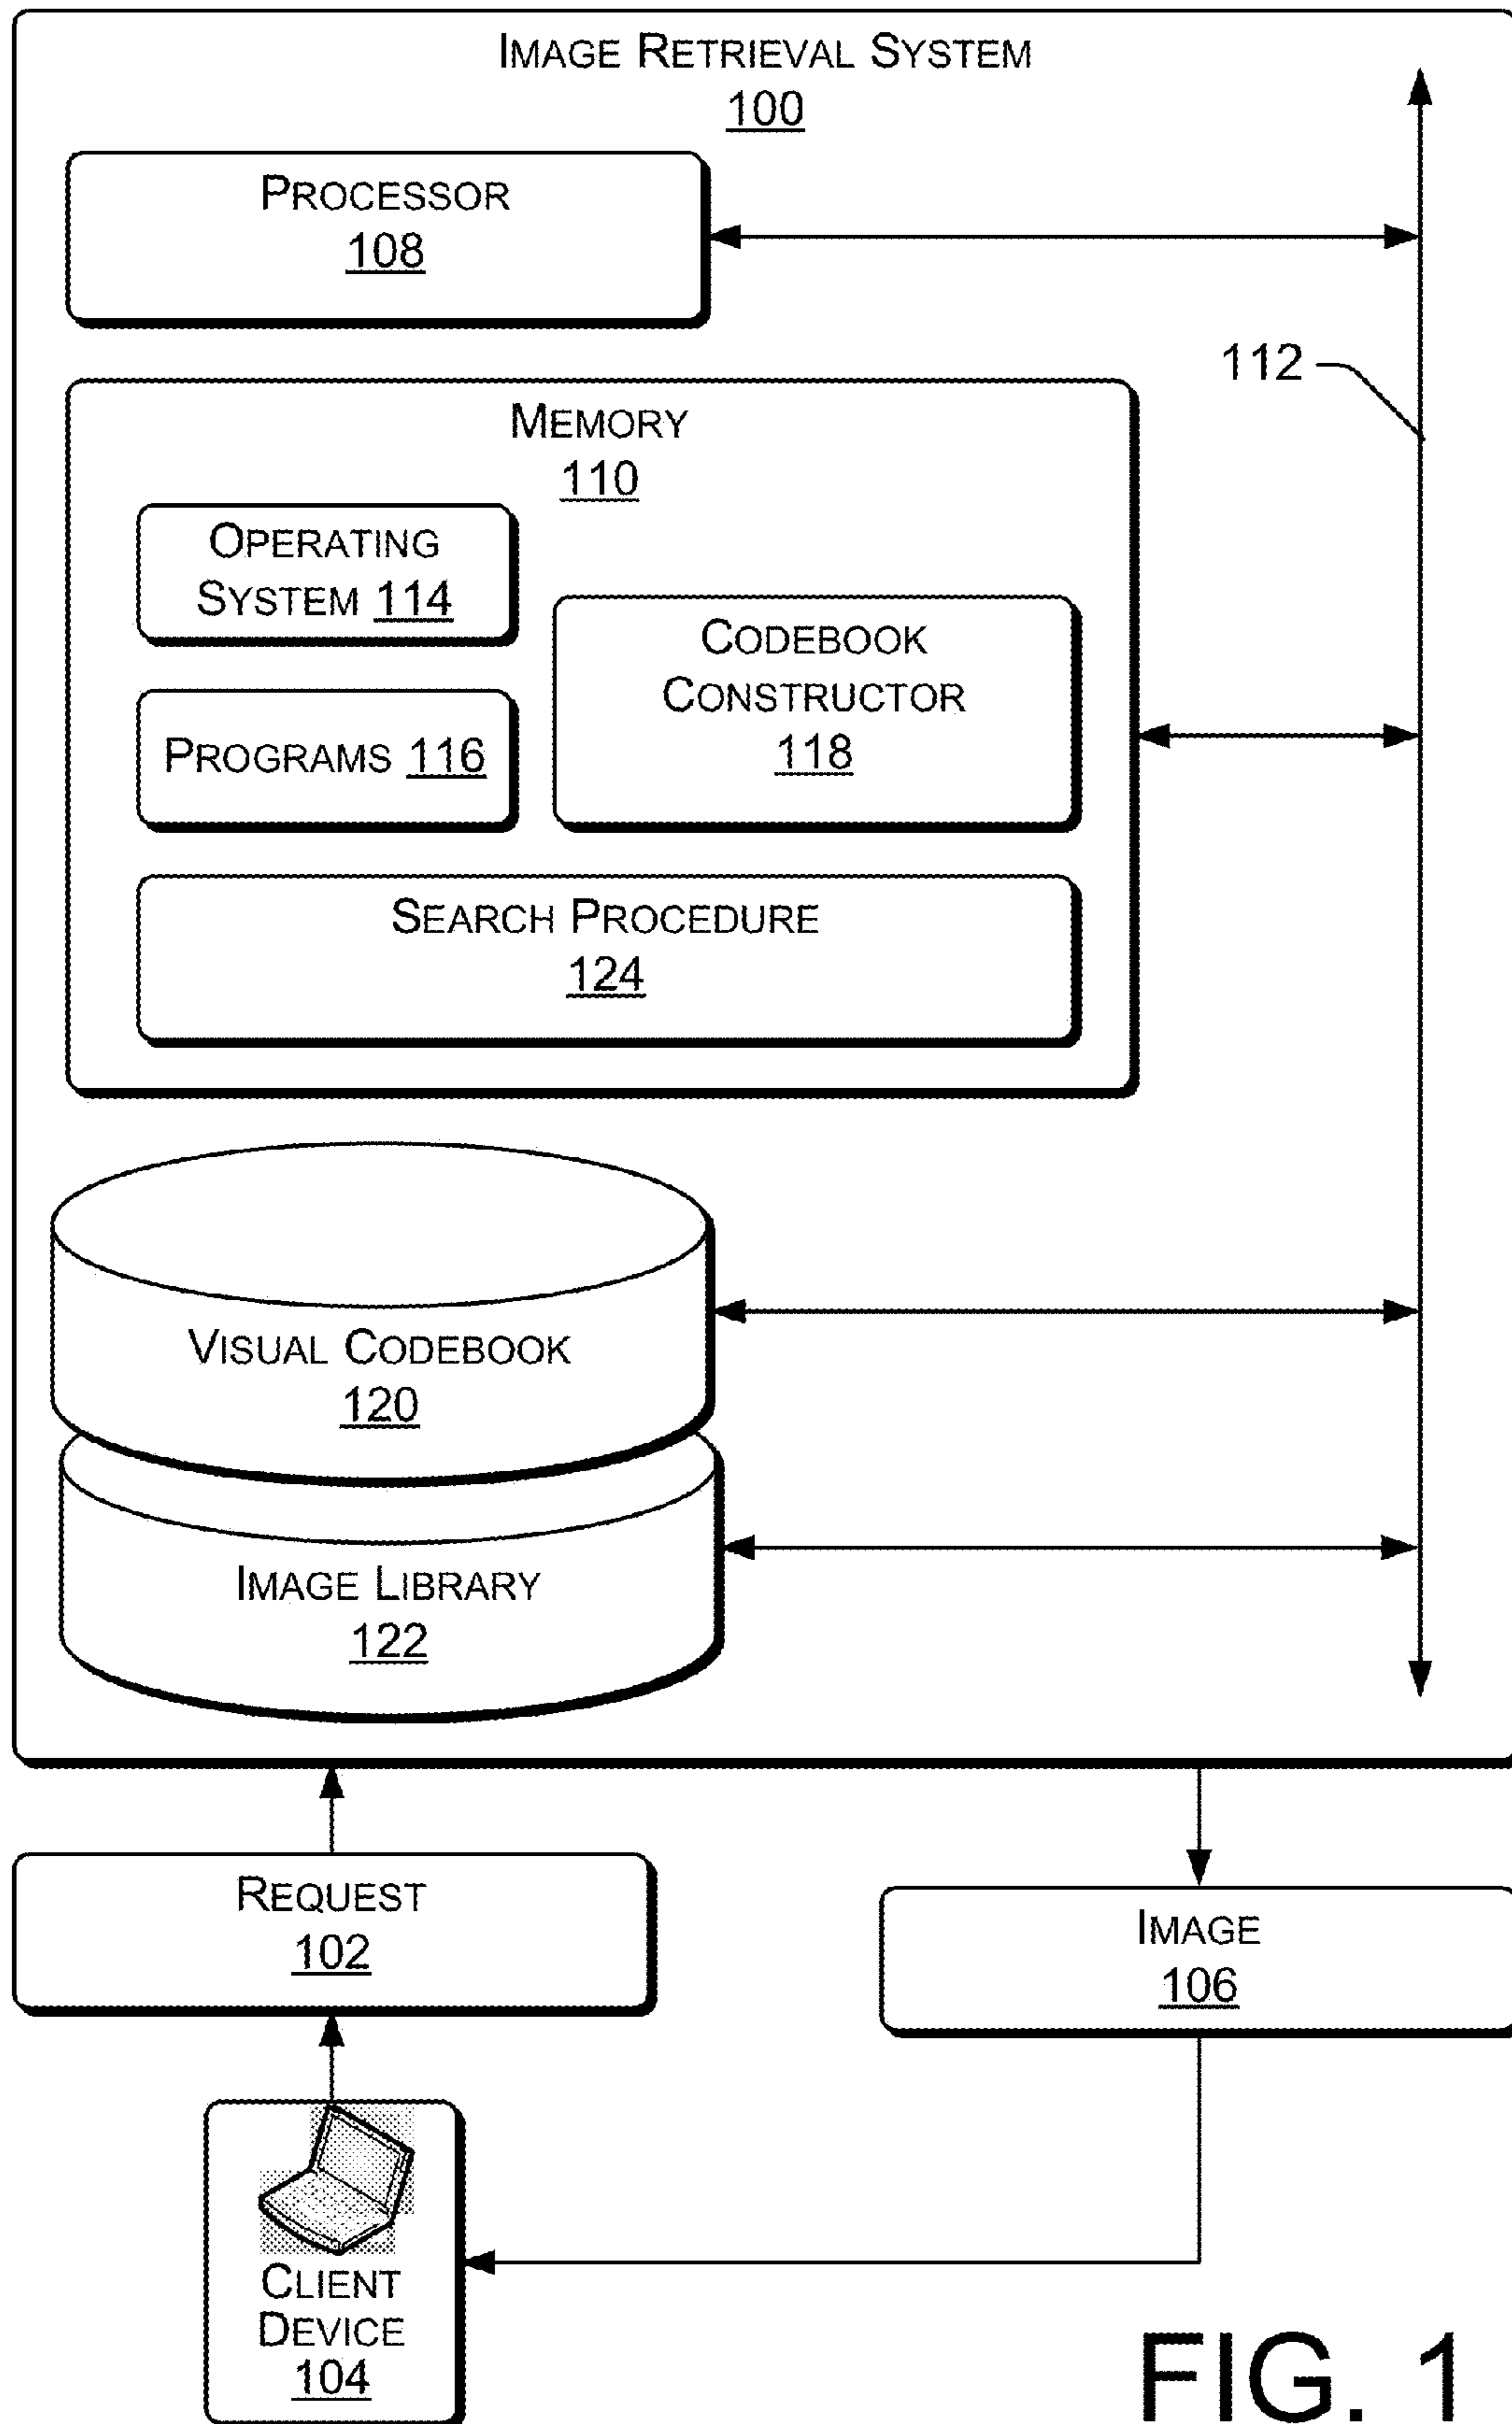 IMAGE RETRIEVAL SYSTEM
100
PROCESSOR
108
112
MEMORY
110
OPERATING
SYSTEM 114
CODEBOOK
CONSTRUCTOR
118
PROGRAMS 116
SEARCH PROCEDURE
124
VISUAL CODEBOOK
120
IMAGE LIBRARY
122
REQUEST
102
IMAGE
106
CLIENT
DEVICE
104
FIG. 1